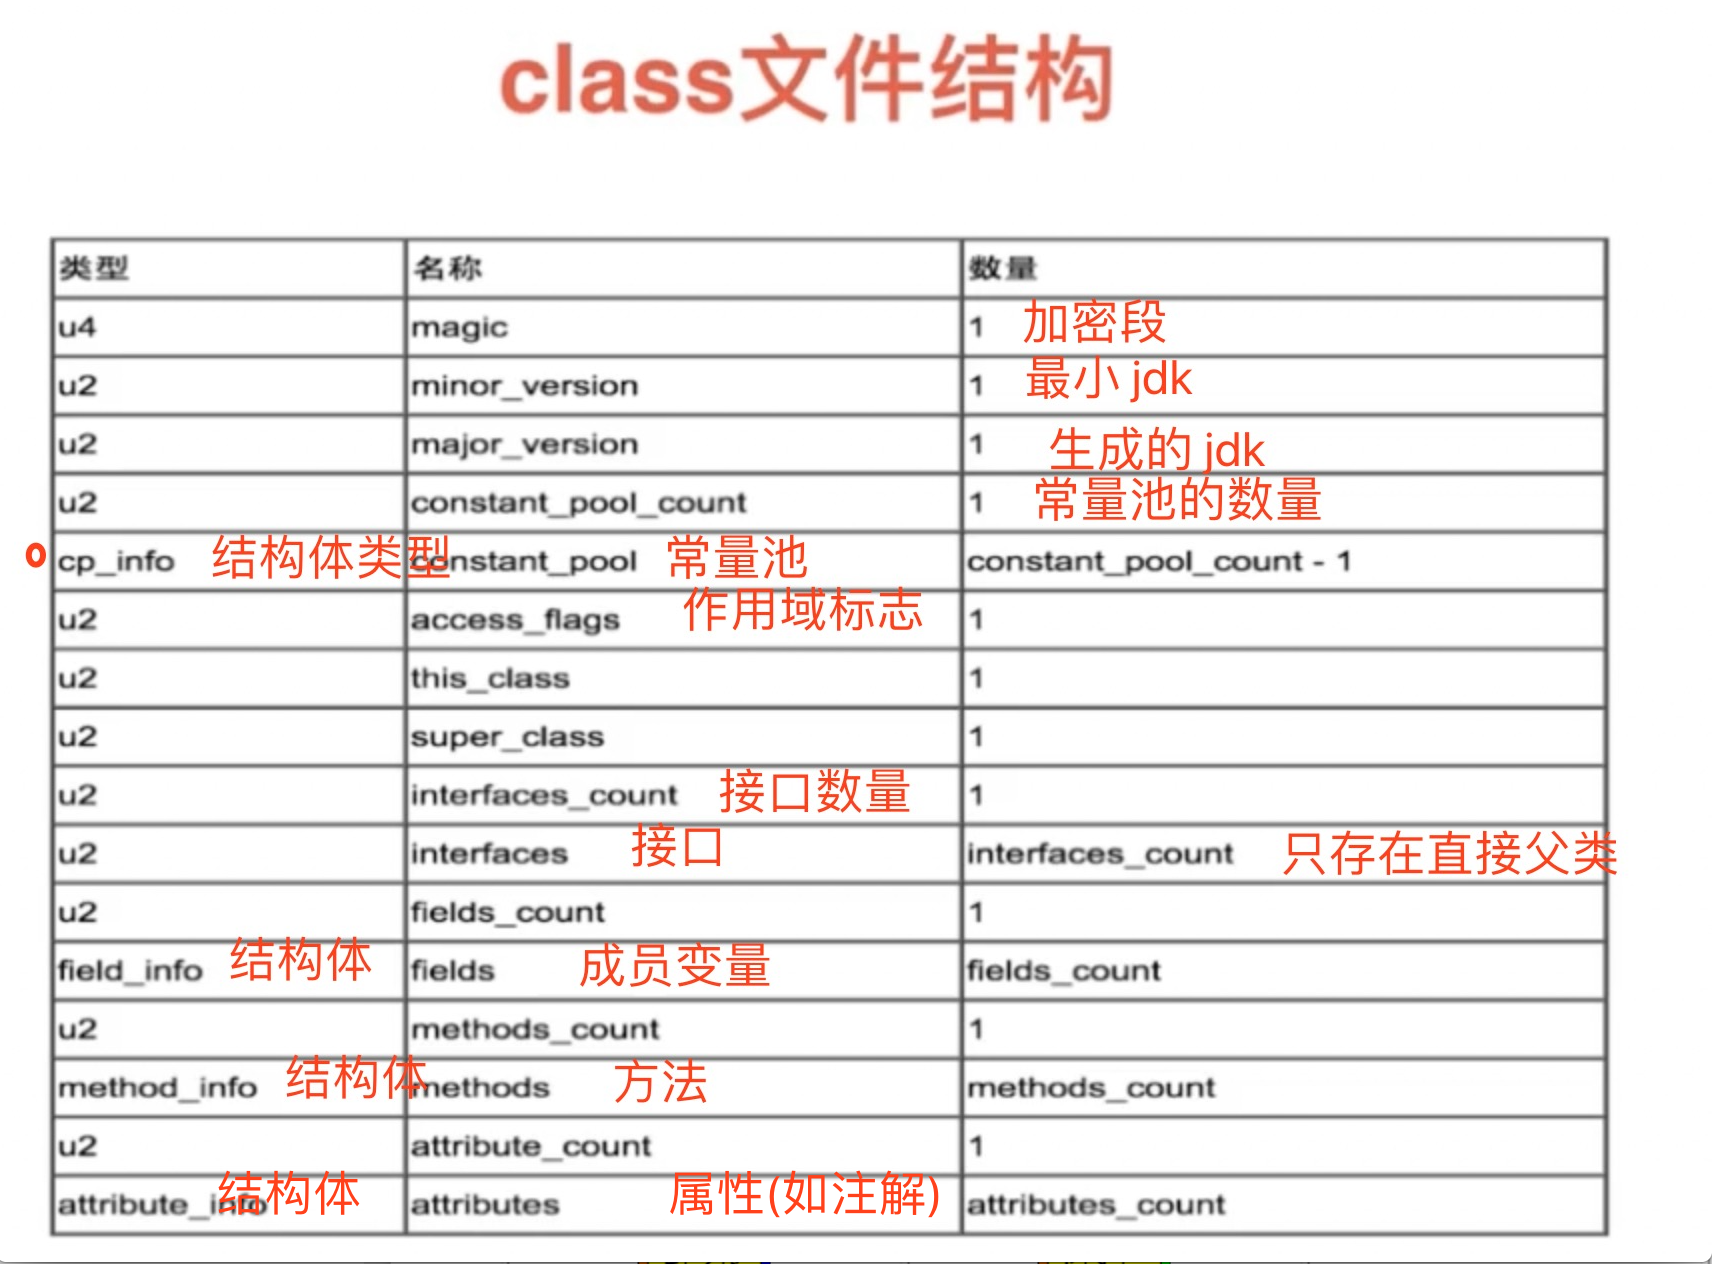 class文件结构
类型 名称 数量
u4 magic 1 加密段
u2 minor_version 1 最小 jdk
u2 major_version 1 生成的 jdk
u2 constant_pool_count 1 常量池的数量
cp_info 结构体类型 constant_pool 常量池 constant_pool_count - 1
u2 access_flags 作用域标志 1
u2 this_class 1
u2 super_class 1
u2 interfaces_count 接口数量 1
u2 interfaces 接口 interfaces_count 只存在直接父类
u2 fields_count 1
field_info 结构体 fields 成员变量 fields_count
u2 methods_count 1
method_info 结构体 methods 方法 methods_count
u2 attribute_count 1
attribute_info 结构体 attributes 属性(如注解) attributes_count